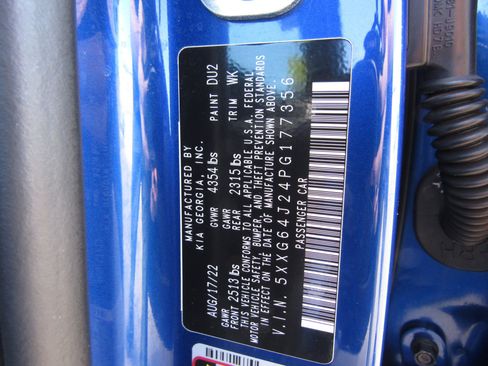 MANUFACTURED BY
KIA GEORGIA, INC.
AUG/17/22 GVWR 4354 lbs PAINT DU2
GAWR FRONT 2513 lbs GAWR REAR 2315 lbs TRIM WK
THIS VEHICLE CONFORMS TO ALL APPLICABLE U.S.A. FEDERAL
MOTOR VEHICLE SAFETY, BUMPER, AND THEFT PREVENTION STANDARDS
IN EFFECT ON THE DATE OF MANUFACTURE SHOWN ABOVE.
V.I.N. 5XXG64J24PG177356
PASSENGER CAR